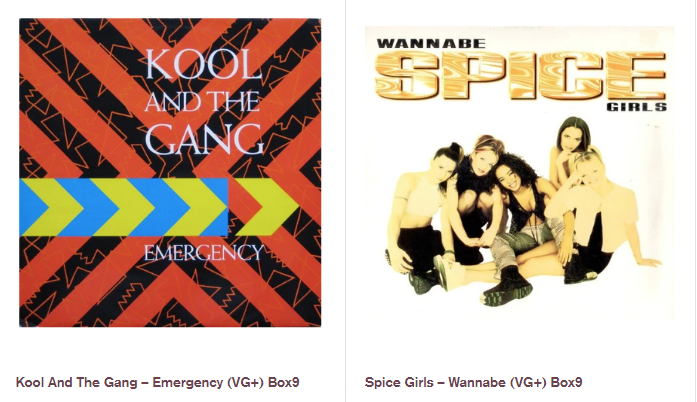 KOOL
AND THE
GANG
EMERGENCY
Kool And The Gang – Emergency (VG+) Box9
WANNABE
SPICE
GIRLS
Spice Girls – Wannabe (VG+) Box9